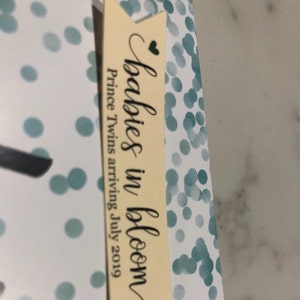 babies in bloom
Prince Twins arriving July 2019